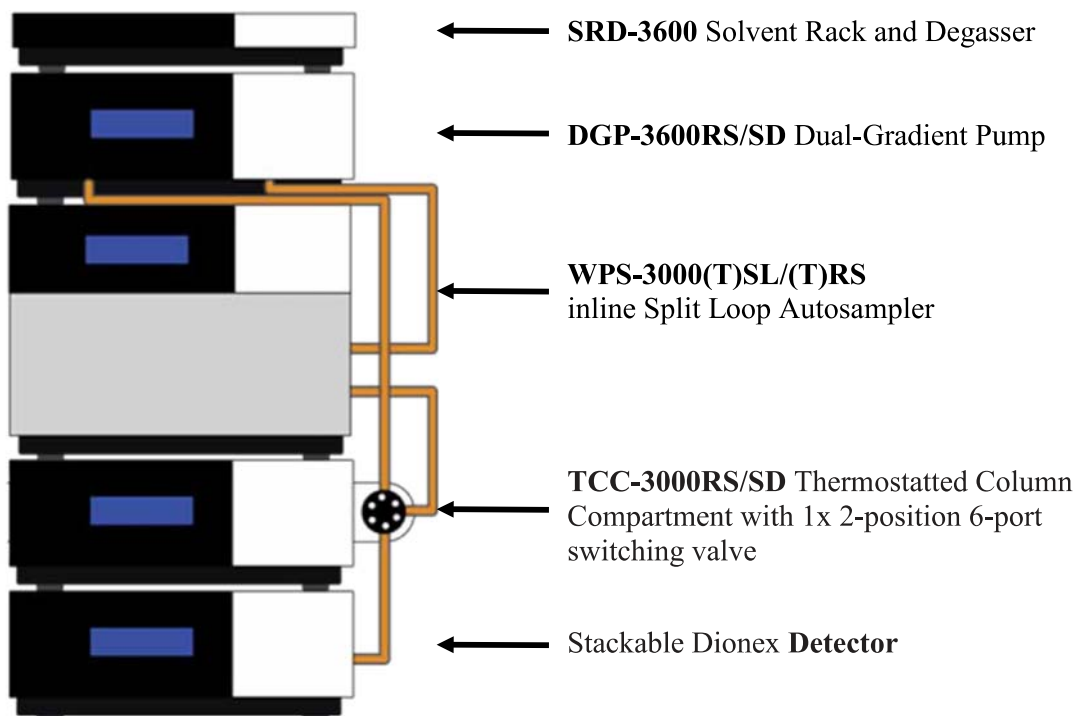 SRD-3600 Solvent Rack and Degasser
DGP-3600RS/SD Dual-Gradient Pump
WPS-3000(T)SL/(T)RS
inline Split Loop Autosampler
TCC-3000RS/SD Thermostatted Column
Compartment with 1x 2-position 6-port
switching valve
Stackable Dionex Detector